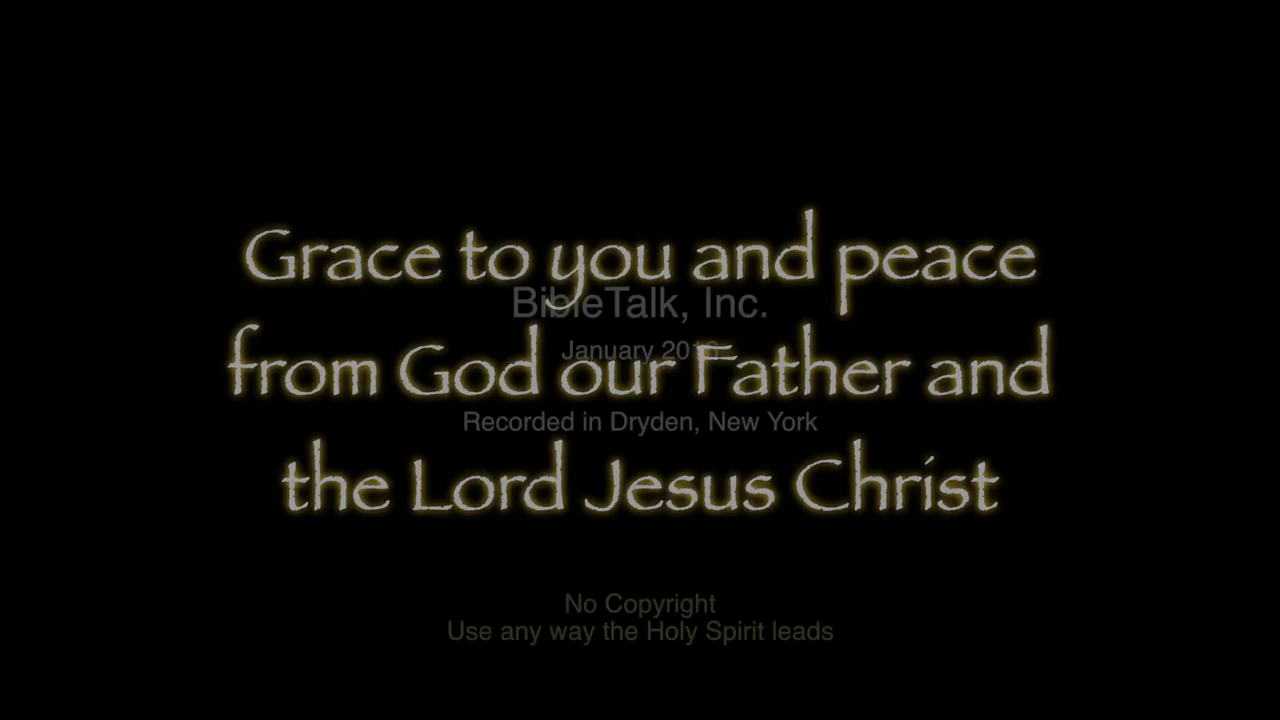 Grace to you and peace
BibleTalk, Inc.
January
from God our Father and
Recorded in Dryden, New York
the Lord Jesus Christ
No Copyright
Use any way the Holy Spirit leads